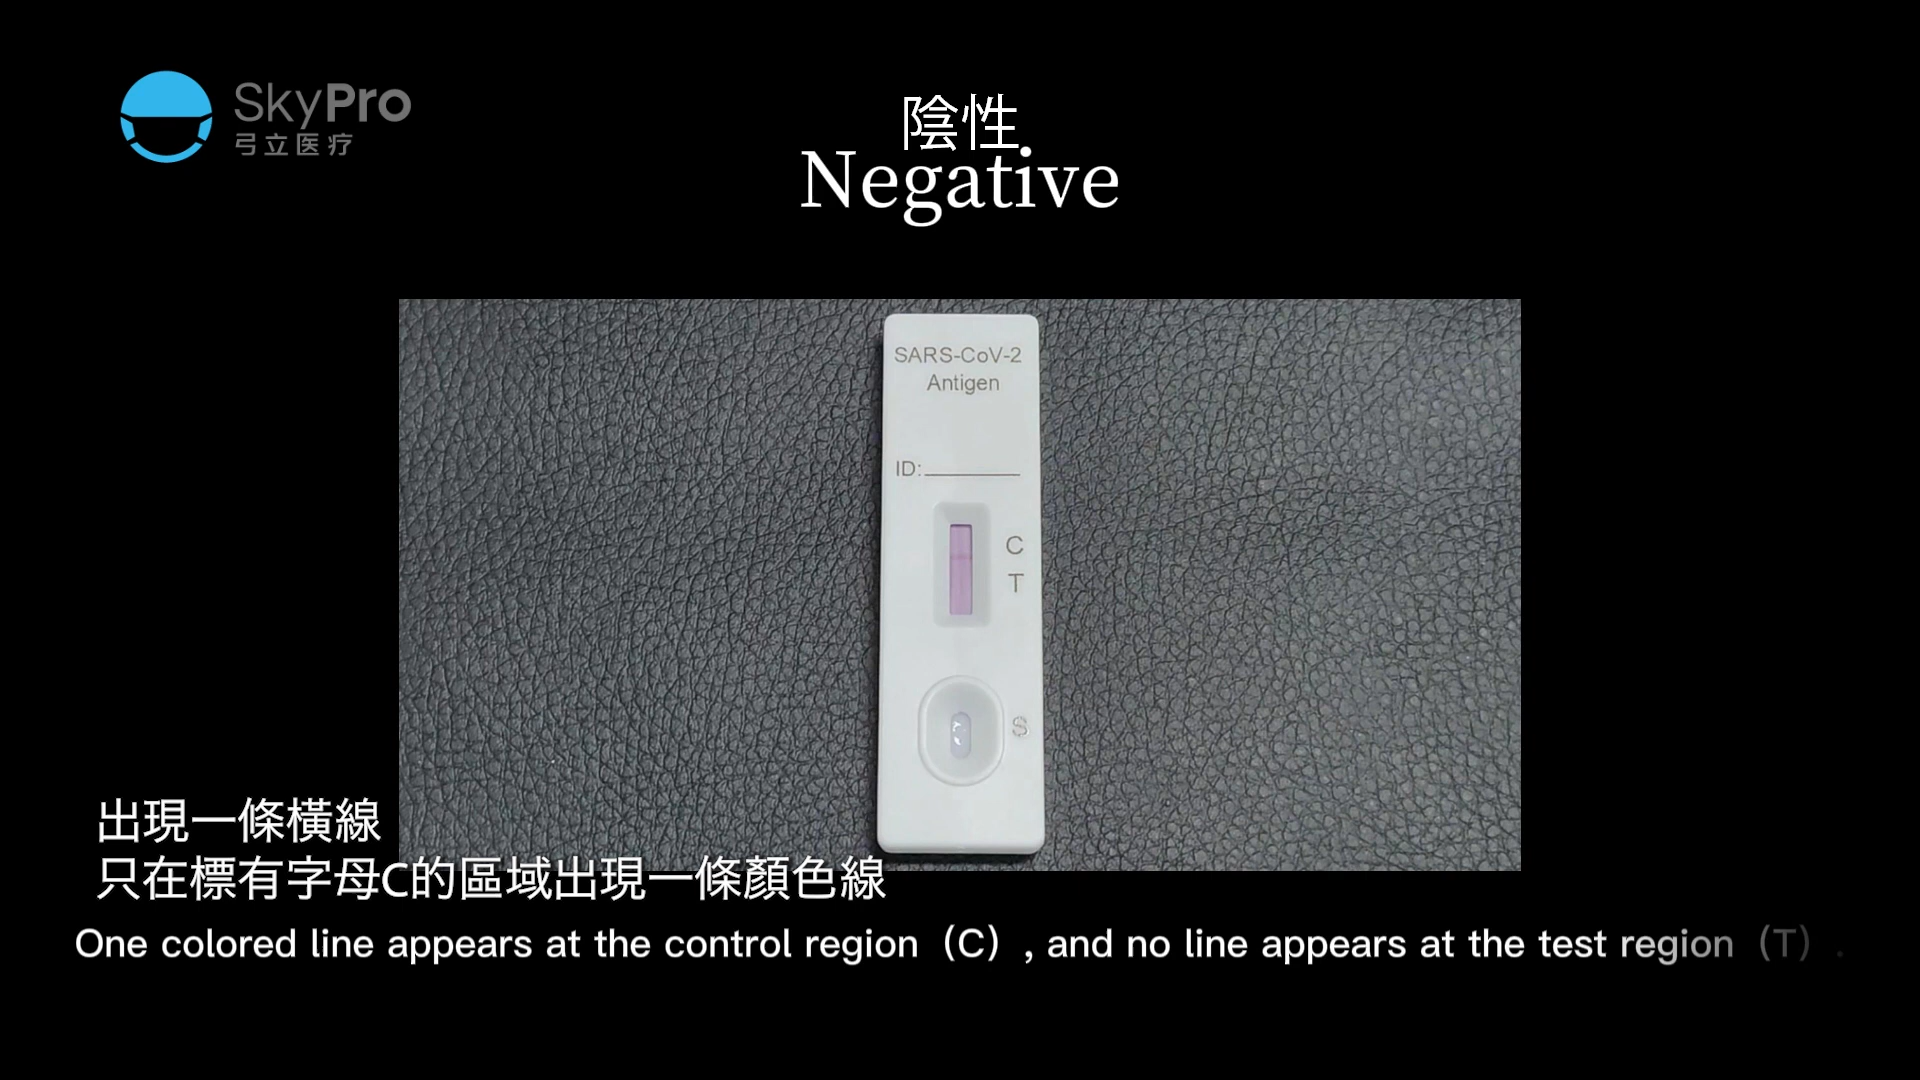 SkyPro
弓立医疗
陰性
Negative
SARS-CoV-2
Antigen
ID:
C
T
S
出現一條橫線
只在標有字母C的區域出現一條顏色線
One colored line appears at the control region（C）, and no line appears at the test region（T）.